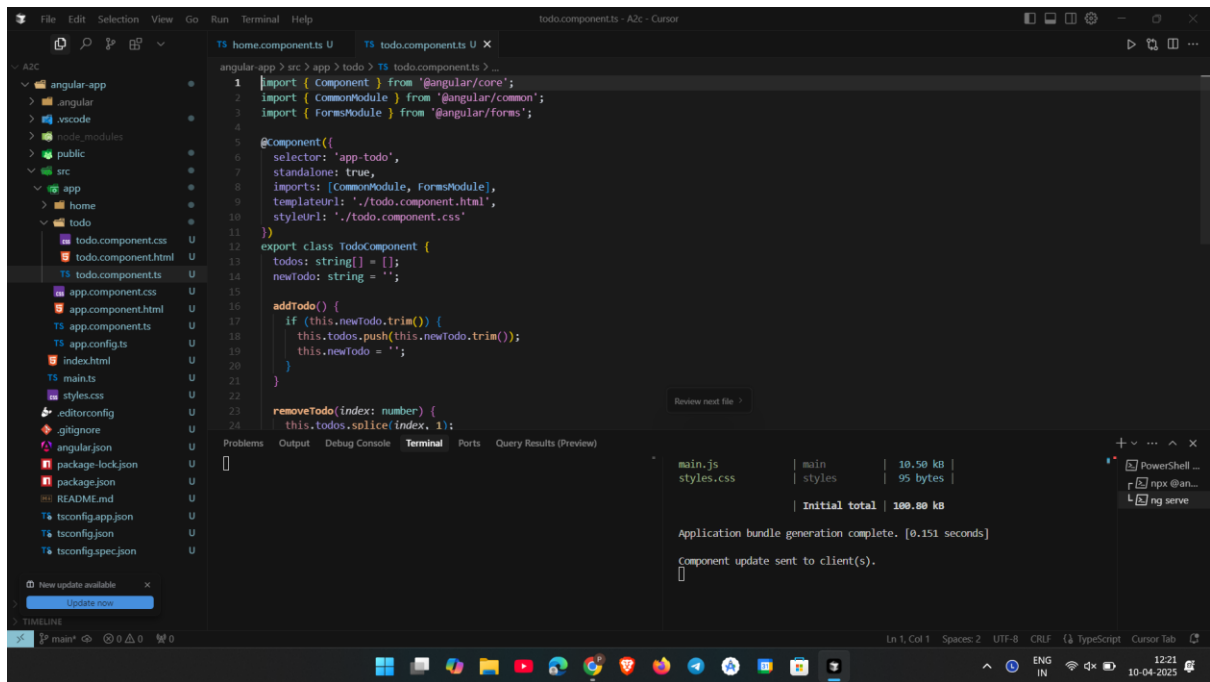 File Edit Selection View Go Run Terminal Help
todo.component.ts - A2c - Cursor
TS home.component.ts U
TS todo.component.ts U
A2C
angular-app
.angular
.vscode
node_modules
public
src
app
home
todo
todo.component.css U
todo.component.html U
TS todo.component.ts U
app.component.css U
app.component.html U
TS app.component.ts U
TS app.config.ts U
index.html U
TS main.ts U
styles.css U
.editorconfig U
.gitignore U
angular.json U
package-lock.json U
package.json U
README.md U
tsconfig.app.json U
tsconfig.json U
tsconfig.spec.json U
New update available
Update now
TIMELINE
angular-app > src > app > todo > TS todo.component.ts > ...
1 import { Component } from '@angular/core';
2 import { CommonModule } from '@angular/common';
3 import { FormsModule } from '@angular/forms';
4
5 @Component({
6 selector: 'app-todo',
7 standalone: true,
8 imports: [CommonModule, FormsModule],
9 templateUrl: './todo.component.html',
10 styleUrl: './todo.component.css'
11 })
12 export class TodoComponent {
13 todos: string[] = [];
14 newTodo: string = '';
15
16 addTodo() {
17 if (this.newTodo.trim()) {
18 this.todos.push(this.newTodo.trim());
19 this.newTodo = '';
20 }
21 }
22
23 removeTodo(index: number) {
24 this.todos.splice(index, 1);
Review next file >
Problems Output Debug Console Terminal Ports Query Results (Preview)
main.js | main | 10.50 kB |
styles.css | styles | 95 bytes |
| Initial total | 100.80 kB
Application bundle generation complete. [0.151 seconds]
Component update sent to client(s).
PowerShell ...
npx @an...
ng serve
main* 0 0 0
Ln 1, Col 1 Spaces: 2 UTF-8 CRLF TypeScript Cursor Tab
ENG
IN
12:21
10-04-2025